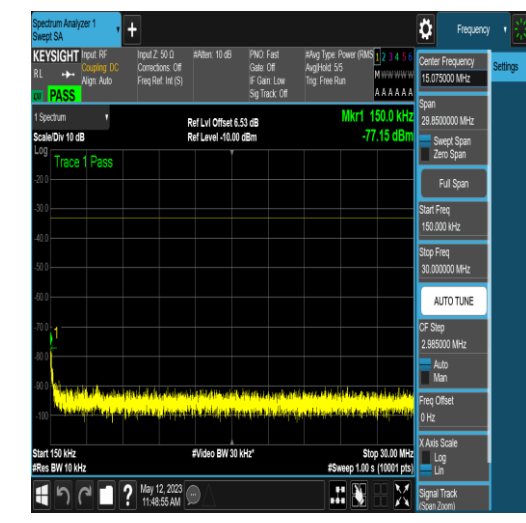 Spectrum Analyzer 1
Swept SA
+
Frequency
KEYSIGHT
RL
PASS
Input: RF
Coupling: DC
Align: Auto
Input Z: 50 Ω
Corrections: Off
Freq Ref: Int (S)
#Atten: 10 dB
PNO: Fast
Gate: Off
IF Gain: Low
Sig Track: Off
#Avg Type: Power (RMS)
Avg|Hold: 5/5
Trig: Free Run
1 2 3 4 5 6
M W W W W W
A A A A A A
1 Spectrum
Scale/Div 10 dB
Log
Ref Lvl Offset 6.53 dB
Ref Level -10.00 dBm
Mkr1 150.0 kHz
-77.15 dBm
Trace 1 Pass
-20.0
-30.0
-40.0
-50.0
-60.0
-70.0
1
-80.0
-90.0
-100
Start 150 kHz
#Res BW 10 kHz
#Video BW 30 kHz*
Stop 30.00 MHz
#Sweep 1.00 s (10001 pts)
?
May 12, 2023
11:48:55 AM
Center Frequency
15.075000 MHz
Settings
Span
29.8500000 MHz
Swept Span
Zero Span
Full Span
Start Freq
150.000 kHz
Stop Freq
30.000000 MHz
AUTO TUNE
CF Step
2.985000 MHz
Auto
Man
Freq Offset
0 Hz
X Axis Scale
Log
Lin
Signal Track
(Span Zoom)